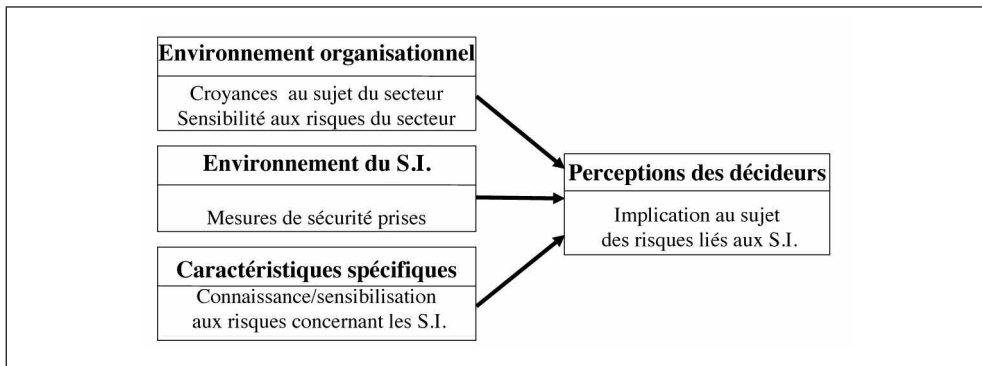 Environnement organisationnel
Croyances au sujet du secteur
Sensibilité aux risques du secteur
Environnement du S.I.
Mesures de sécurité prises
Caractéristiques spécifiques
Connaissance/sensibilisation
aux risques concernant les S.I.
Perceptions des décideurs
Implication au sujet
des risques liés aux S.I.